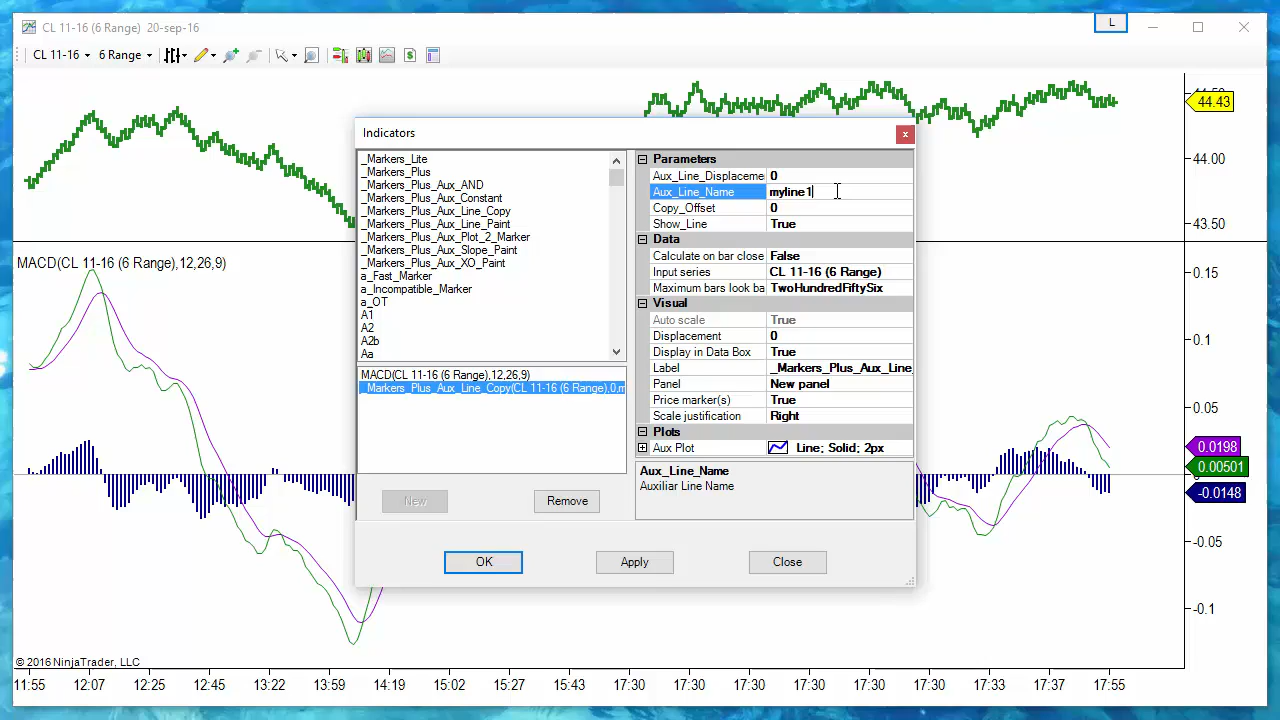 CL 11-16 (6 Range) 20-sep-16
L
CL 11-16
6 Range
44.43
44.00
43.50
Indicators
_Markers_Lite
_Markers_Plus
_Markers_Plus_Aux_AND
_Markers_Plus_Aux_Constant
_Markers_Plus_Aux_Line_Copy
_Markers_Plus_Aux_Line_Paint
_Markers_Plus_Aux_Plot_2_Marker
_Markers_Plus_Aux_Slope_Paint
_Markers_Plus_Aux_XO_Paint
a_Fast_Marker
a_Incompatible_Marker
a_OT
A1
A2
A2b
Aa
MACD(CL 11-16 (6 Range),12,26,9)
_Markers_Plus_Aux_Line_Copy(CL 11-16 (6 Range),0,m
New
Remove
Parameters
Aux_Line_Displaceme 0
Aux_Line_Name myline1
Copy_Offset 0
Show_Line True
Data
Calculate on bar close False
Input series CL 11-16 (6 Range)
Maximum bars look ba TwoHundredFiftySix
Visual
Auto scale True
Displacement 0
Display in Data Box True
Label _Markers_Plus_Aux_Line_
Panel New panel
Price marker(s) True
Scale justification Right
Plots
Aux Plot Line; Solid; 2px
Aux_Line_Name
Auxiliar Line Name
OK
Apply
Close
MACD(CL 11-16 (6 Range),12,26,9)
0.15
0.1
0.05
0.0198
0.00501
-0.0148
-0.05
-0.1
© 2016 NinjaTrader, LLC
11:55 12:07 12:25 12:45 13:22 13:59 14:19 15:02 15:27 15:43 17:30 17:30 17:30 17:30 17:30 17:30 17:33 17:37 17:55